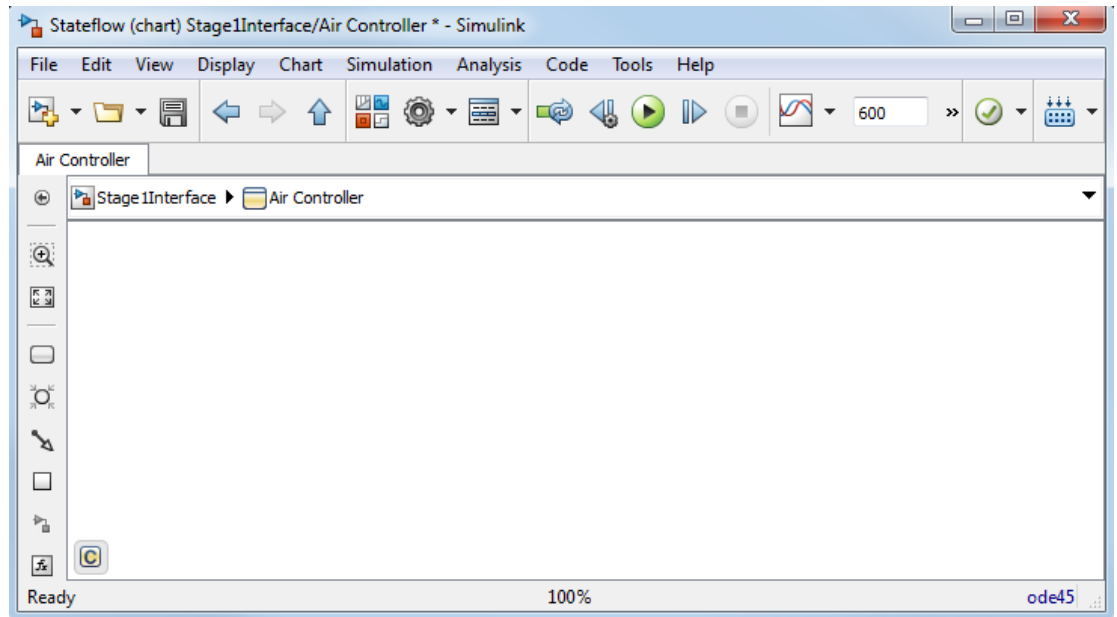 Stateflow (chart) Stage1Interface/Air Controller * - Simulink
File Edit View Display Chart Simulation Analysis Code Tools Help
600 »
Air Controller
Stage1Interface Air Controller
fx
C
Ready 100% ode45